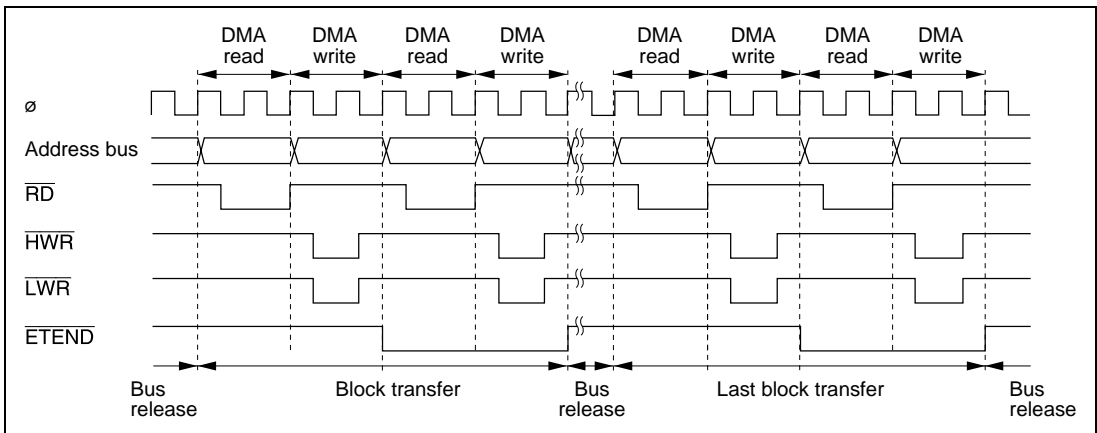 DMA read DMA write DMA read DMA write DMA read DMA write DMA read DMA write
ø
Address bus
RD
HWR
LWR
ETEND
Bus release Block transfer Bus release Last block transfer Bus release